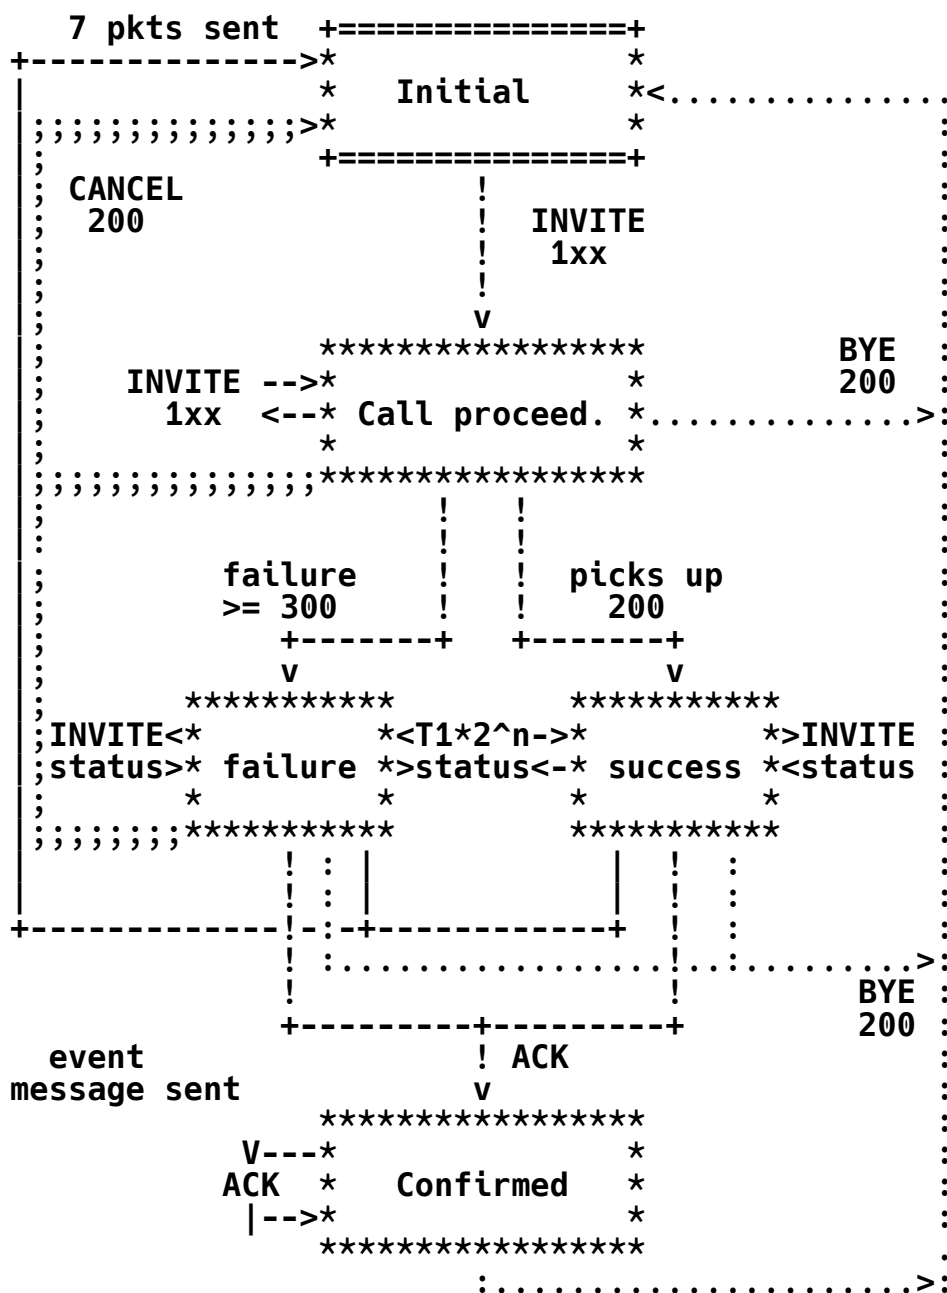 7 pkts sent  +===============+
+-------------->*               *
|               *   Initial     *<...............
|;;;;;;;;;;;;;;>*               *               :
|;              +===============+               :
|; CANCEL               !                       :
|;  200                 !  INVITE               :
|;                      !   1xx                 :
|;                      !                       :
|;                      v                       :
|;              *****************          BYE  :
|;    INVITE -->*               *          200  :
|;      1xx  <--* Call proceed. *..............>:
|;              *               *               :
|;;;;;;;;;;;;;;;*****************               :
|;                    !   !                     :
|:                    !   !                     :
|;         failure    !   !  picks up           :
|;         >= 300     !   !    200              :
|;            +-------+   +-------+             :
|;            v                   v             :
|;       ***********         ***********        :
|;INVITE<*         *<T1*2^n->*         *>INVITE :
|;status>* failure *>status<-* success *<status :
|;       *         *         *         *        :
|;;;;;;;;***********         ***********        :
|             ! : |            |  !  :          :
|             ! : |            |  !  :          :
+-------------!-:-+------------+  !  :          :
              ! :.................!..:.........>:
              !                   !         BYE :
              +---------+---------+         200 :
  event                 ! ACK                   :
message sent            v                       :
                *****************               :
            V---*               *               :
           ACK  *   Confirmed   *               :
            |-->*               *               :
                *****************               .
                        :......................>: